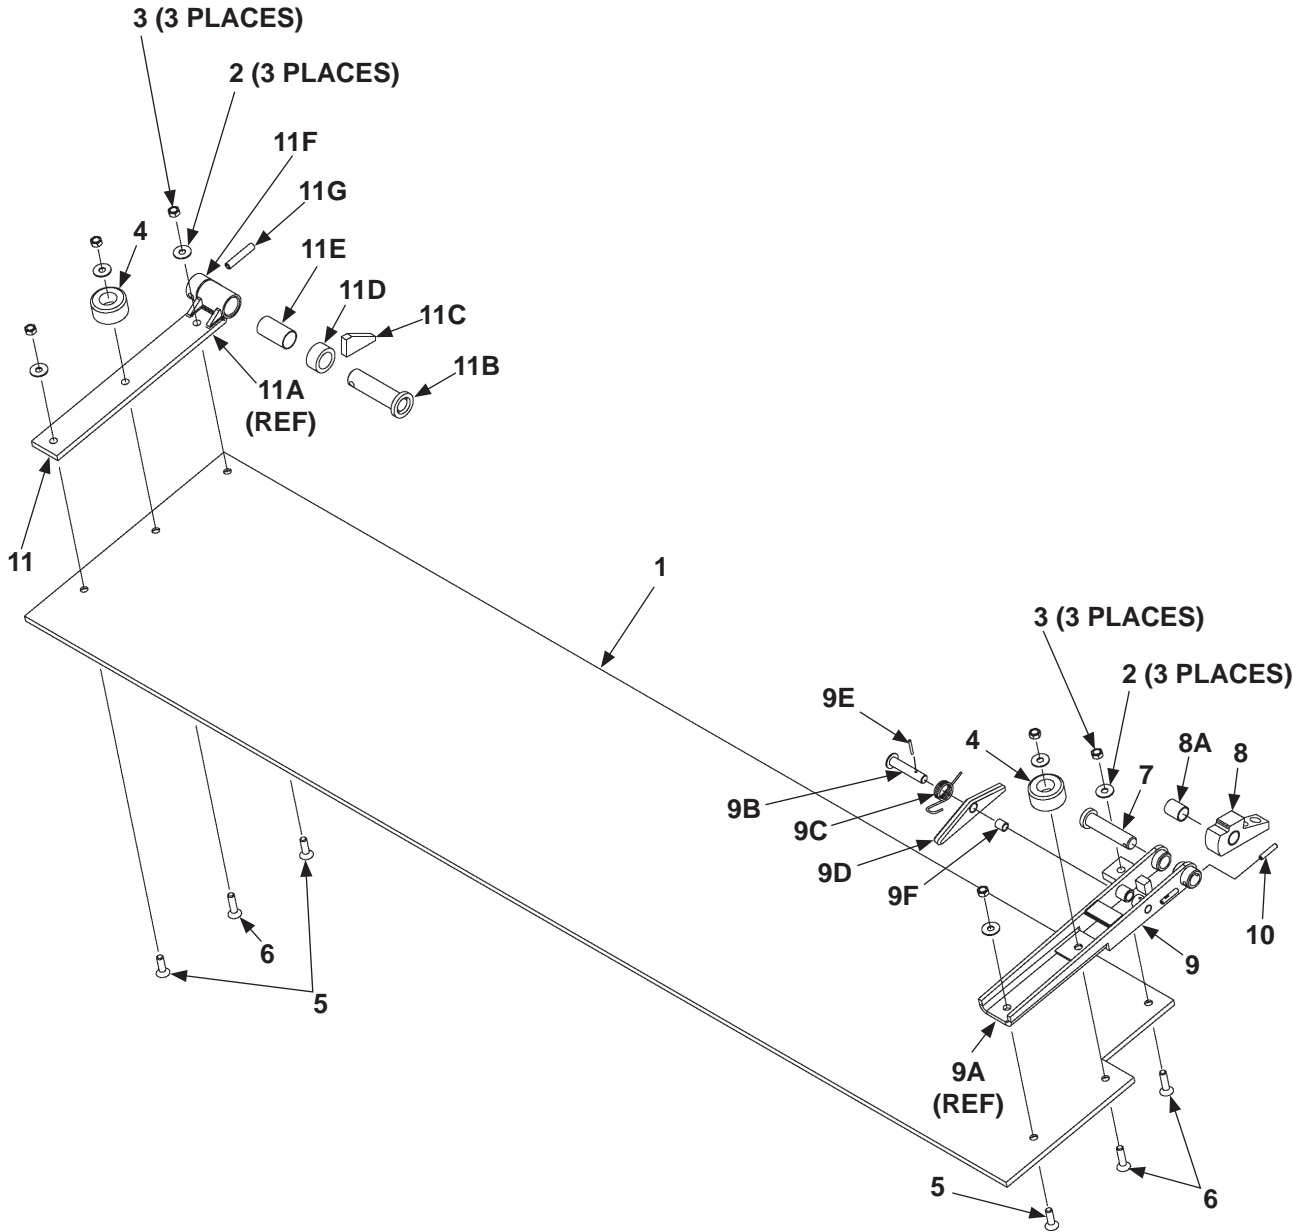 3 (3 PLACES)
2 (3 PLACES)
11F
11G
4
11E
11D
11C
11B
11A
(REF)
11
1
3 (3 PLACES)
2 (3 PLACES)
9E
4
8A
8
7
9B
9C
9D
9F
10
9
6
5
9A
(REF)
5
6